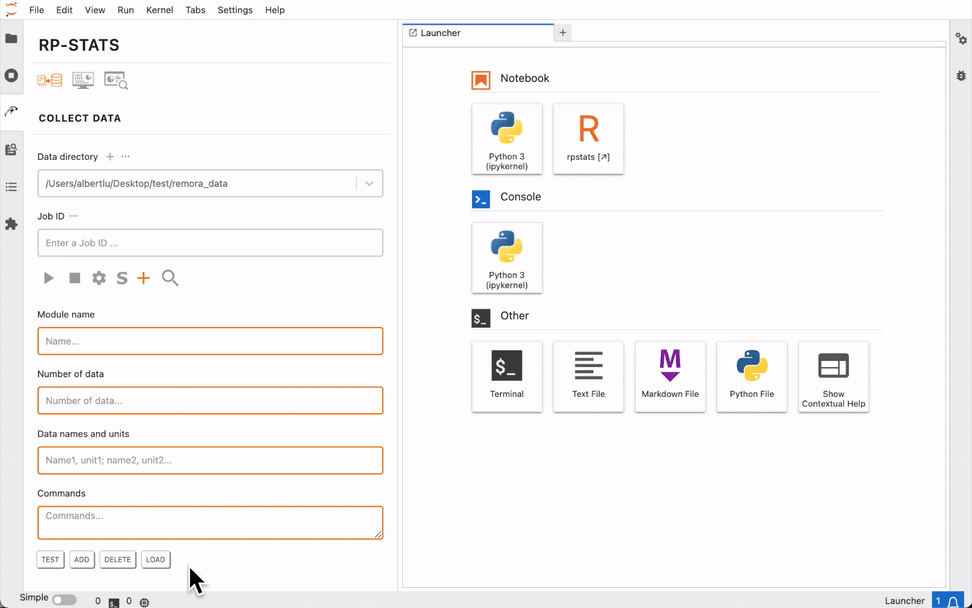 File Edit View Run Kernel Tabs Settings Help
RP-STATS
COLLECT DATA
Data directory + ...
/Users/albertlu/Desktop/test/remora_data
Job ID ...
Enter a Job ID ...
S
Module name
Name...
Number of data
Number of data...
Data names and units
Name1, unit1; name2, unit2...
Commands
Commands...
TEST ADD DELETE LOAD
Launcher +
Notebook
Python 3
(ipykernel)
R
rpstats [↗]
Console
>_
Python 3
(ipykernel)
Other
$_
$_
Terminal
Text File
M
Markdown File
Python File
Show
Contextual Help
Simple 0 $_ 0
Launcher 1